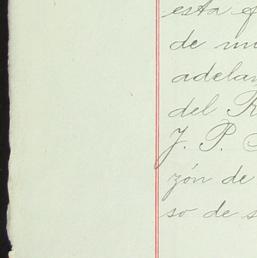 esta
de
adelan
del R
J. P.
zón de
so de s